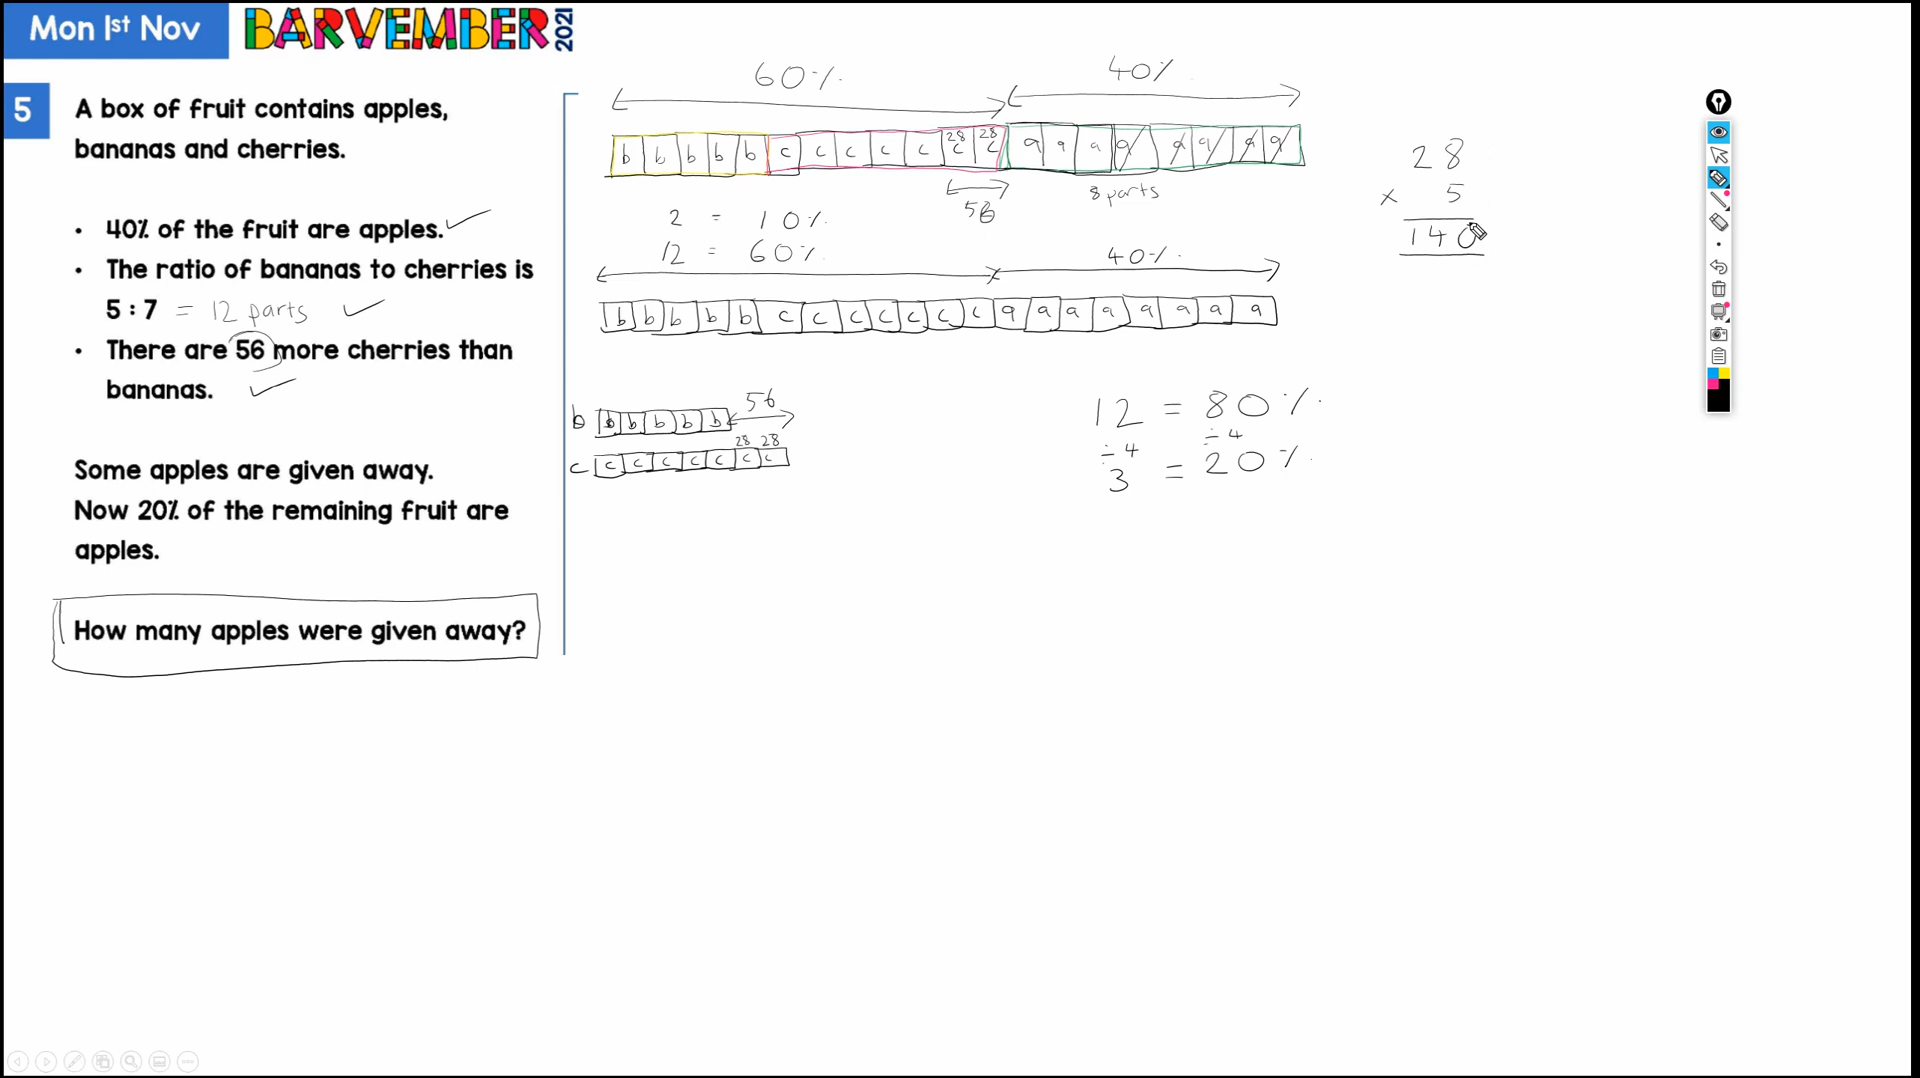 Mon 1st Nov
BARVEMBER 2021
5
A box of fruit contains apples,
bananas and cherries.
• 40% of the fruit are apples.
• The ratio of bananas to cherries is
5 : 7 = 12 parts
• There are 56 more cherries than
bananas.
Some apples are given away.
Now 20% of the remaining fruit are
apples.
How many apples were given away?
60% 40%
b b b b b c c c c c 28 c 28 c a a a a a a a a
56 8 parts
2 = 10%
12 = 60%
40%
b b b b b c c c c c c c a a a a a a a a
56
b b b b b b
28 28
c c c c c c c c
12 = 80%
÷4 ÷4
3 = 20%
28
× 5
140